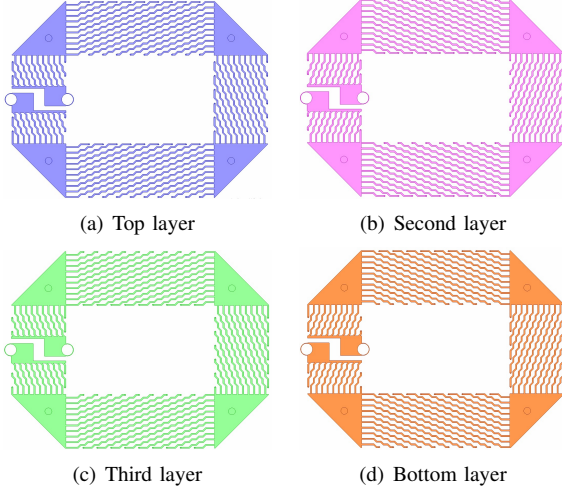 (a) Top layer
(b) Second layer
(c) Third layer
(d) Bottom layer